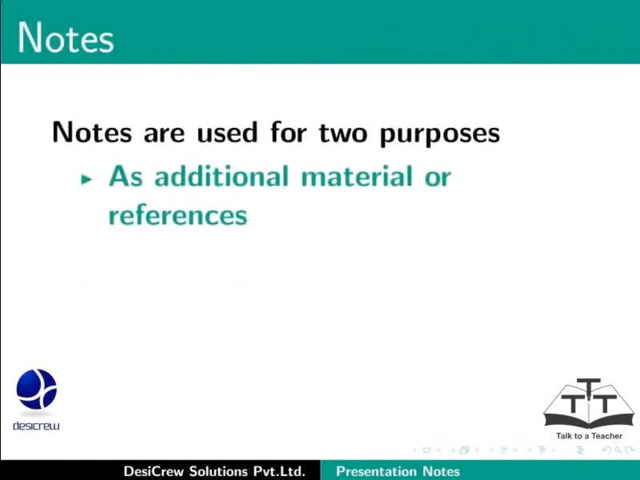 Notes
Notes are used for two purposes
As additional material or
references
desicrew
T
T T
Talk to a Teacher
DesiCrew Solutions Pvt.Ltd. Presentation Notes